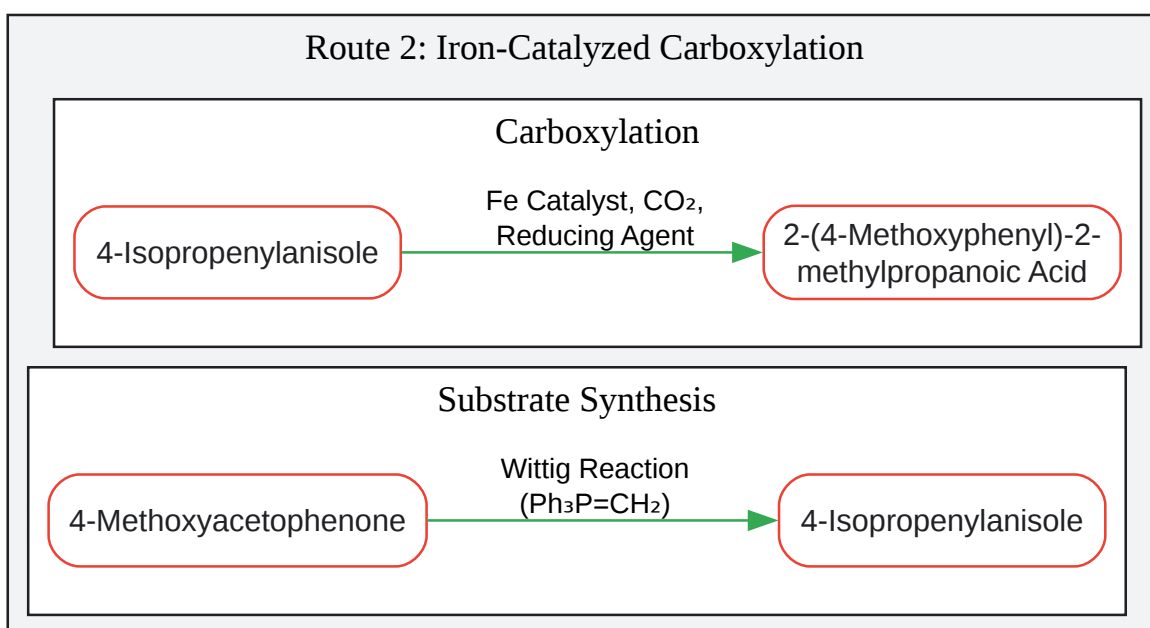 Route 2: Iron-Catalyzed Carboxylation
Carboxylation
Fe Catalyst, CO₂,
Reducing Agent
4-Isopropenylanisole
2-(4-Methoxyphenyl)-2-
methylpropanoic Acid
Substrate Synthesis
Wittig Reaction
(Ph₃P=CH₂)
4-Methoxyacetophenone
4-Isopropenylanisole